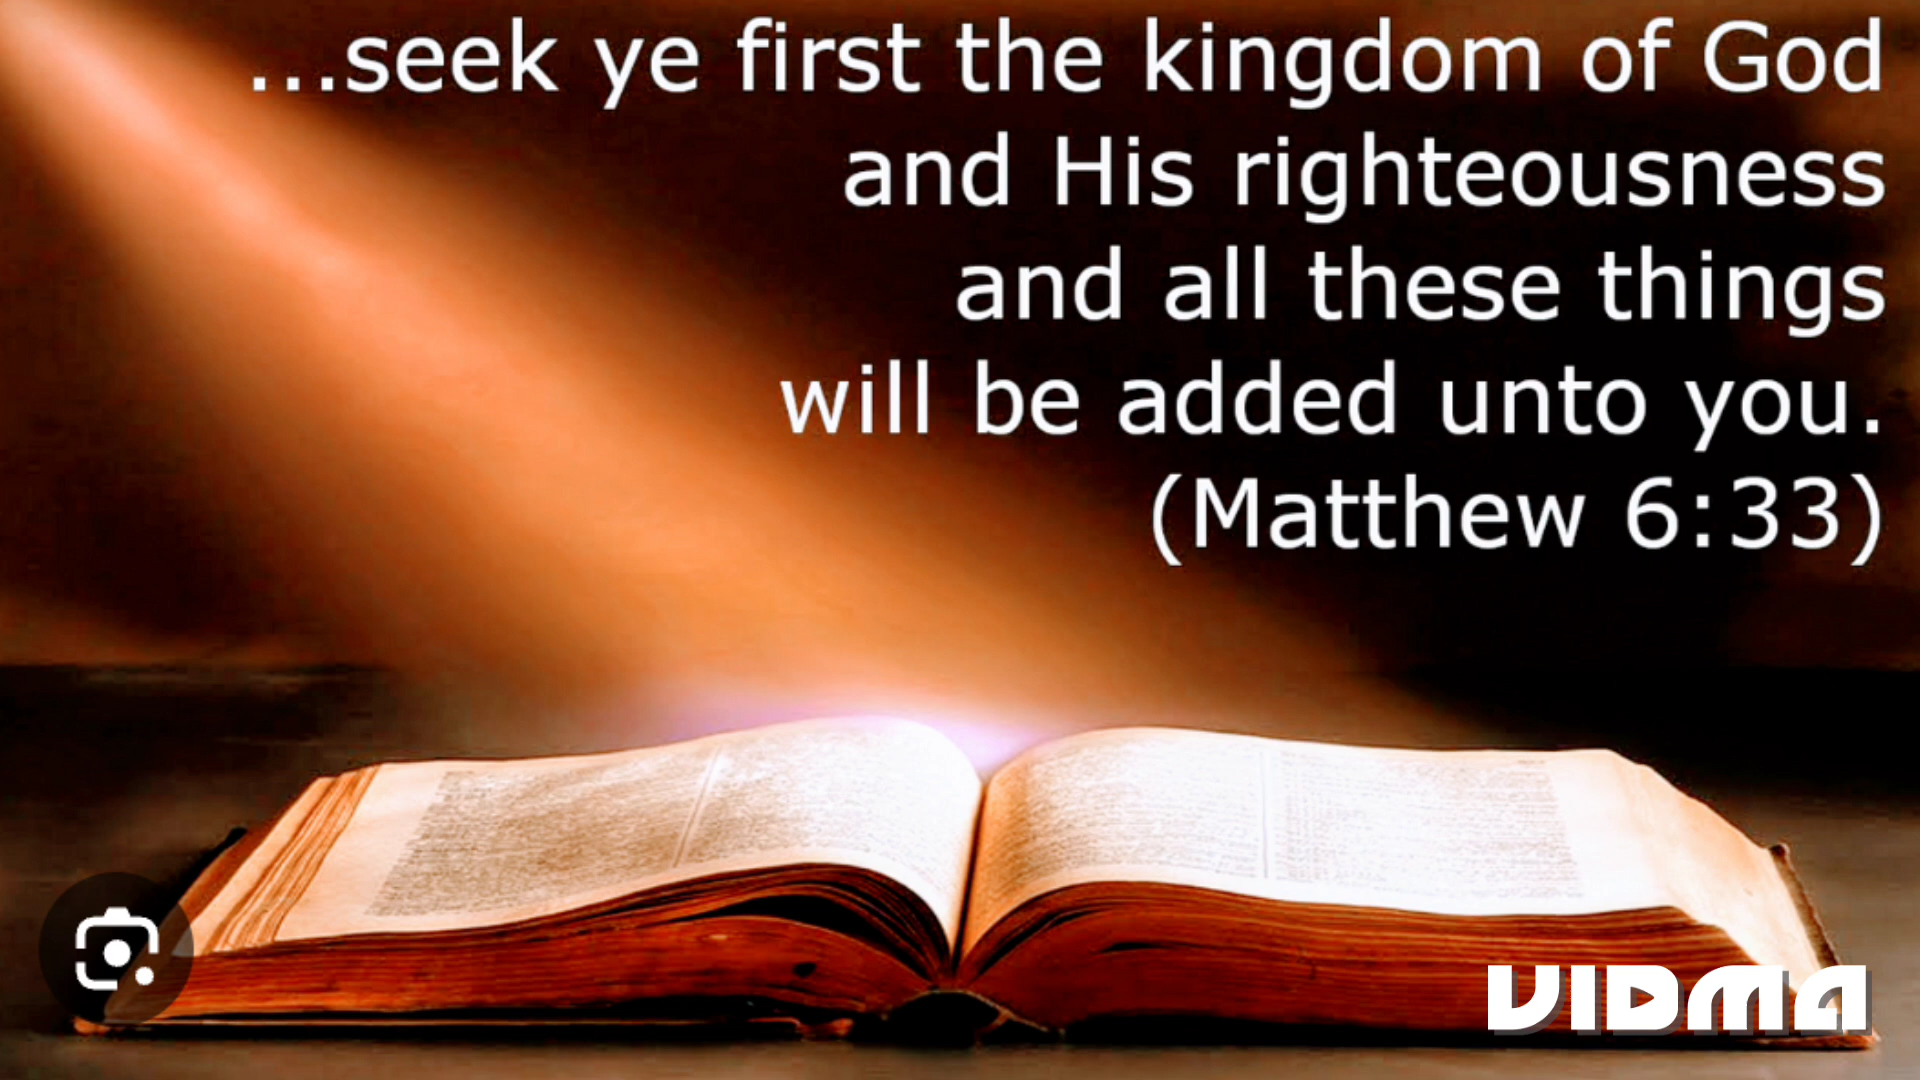 ...seek ye first the kingdom of God
and His righteousness
and all these things
will be added unto you.
(Matthew 6:33)
VIDMA